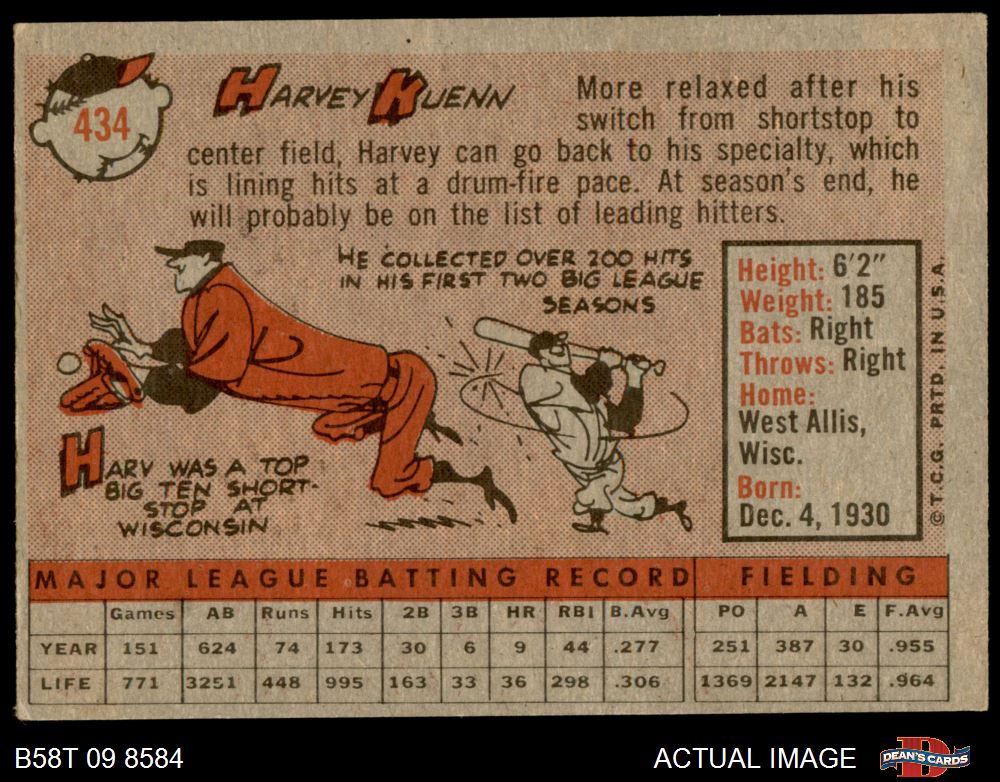 434
HARVEY KUENN
More relaxed after his
switch from shortstop to
center field, Harvey can go back to his specialty, which
is lining hits at a drum-fire pace. At season's end, he
will probably be on the list of leading hitters.
HE COLLECTED OVER 200 HITS
IN HIS FIRST TWO BIG LEAGUE
SEASONS
HARV WAS A TOP
BIG TEN SHORT-
STOP AT
WISCONSIN
Height: 6'2"
Weight: 185
Bats: Right
Throws: Right
Home:
West Allis,
Wisc.
Born:
Dec. 4, 1930
© T.C.G. PRTD. IN U.S.A.
MAJOR LEAGUE BATTING RECORD FIELDING
Games AB Runs Hits 2B 3B HR RBI B.Avg PO A E F.Avg
YEAR 151 624 74 173 30 6 9 44 .277 251 387 30 .955
LIFE 771 3251 448 995 163 33 36 298 .306 1369 2147 132 .964
B58T 09 8584
ACTUAL IMAGE
DEAN'S CARDS